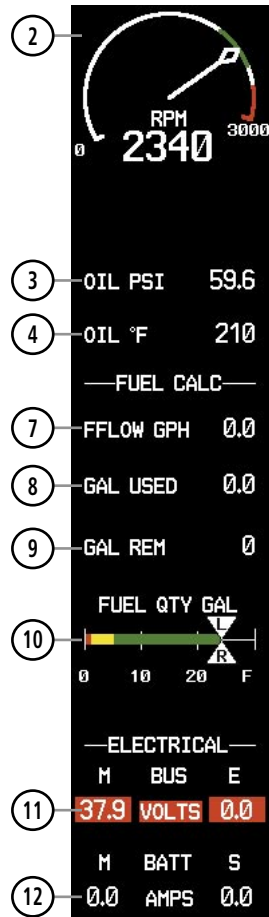 2
RPM
0 2340 3000
3 OIL PSI 59.6
4 OIL °F 210
FUEL CALC
7 FFLOW GPH 0.0
8 GAL USED 0.0
9 GAL REM 0
FUEL QTY GAL
10 L
R
0 10 20 F
ELECTRICAL
M BUS E
11 37.9 VOLTS 0.0
M BATT S
12 0.0 AMPS 0.0